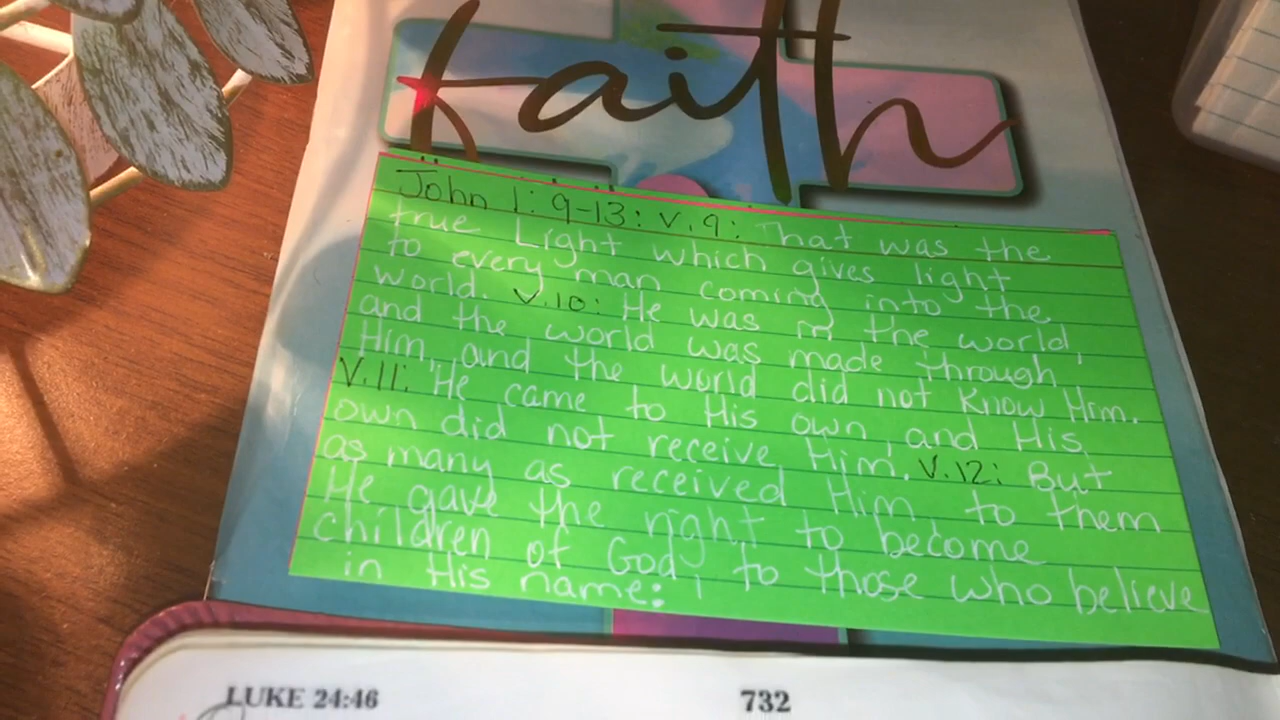 faith
John 1: 9-13: V.9: That was the
true Light which gives light
to every man coming into the
world. V.10: He was in the world,
and the world was made through
Him, and the world did not know Him.
V.11: He came to His own, and His
own did not receive Him. V.12: But
as many as received Him, to them
He gave the right to become
children of God, to those who believe
in His name:
LUKE 24:46 732